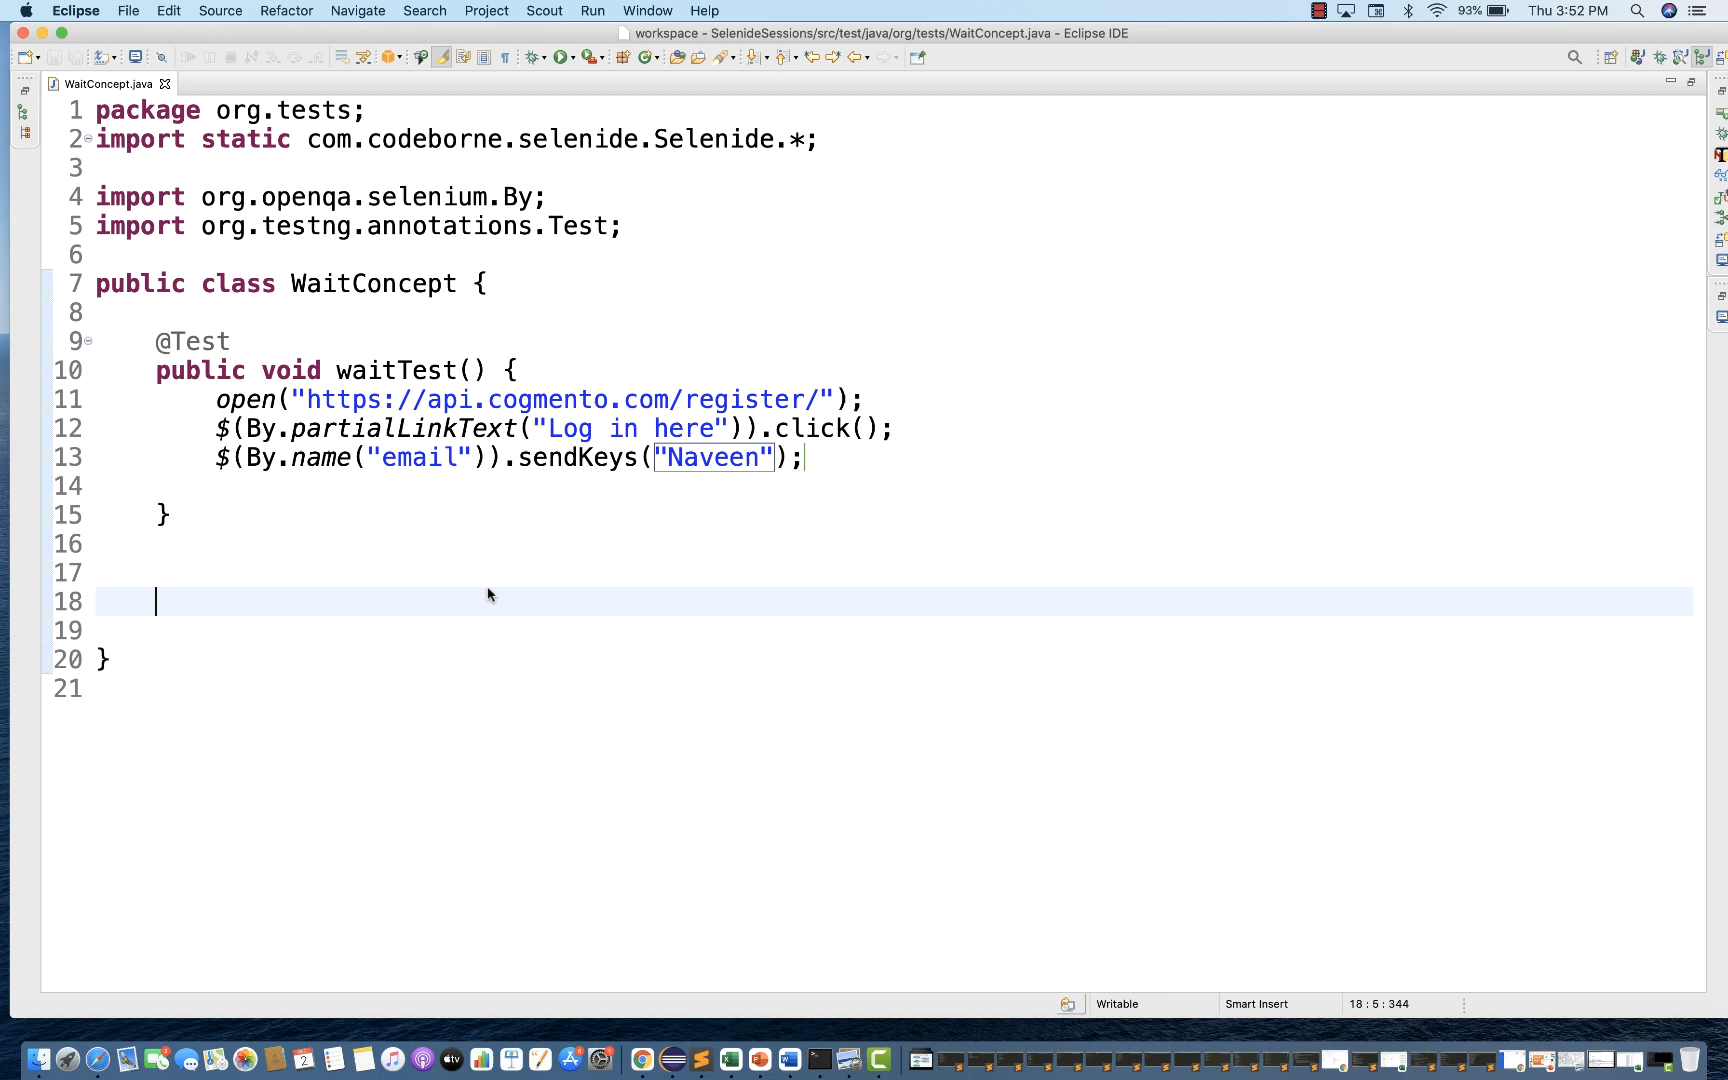 Eclipse File Edit Source Refactor Navigate Search Project Scout Run Window Help 93% Thu 3:52 PM
workspace - SelenideSessions/src/test/java/org/tests/WaitConcept.java - Eclipse IDE
WaitConcept.java
1 package org.tests;
2 import static com.codeborne.selenide.Selenide.*;
3
4 import org.openqa.selenium.By;
5 import org.testng.annotations.Test;
6
7 public class WaitConcept {
8
9 @Test
10 public void waitTest() {
11 open("https://api.cogmento.com/register/");
12 $(By.partialLinkText("Log in here")).click();
13 $(By.name("email")).sendKeys("Naveen");
14
15 }
16
17
18
19
20 }
21
Writable Smart Insert 18 : 5 : 344